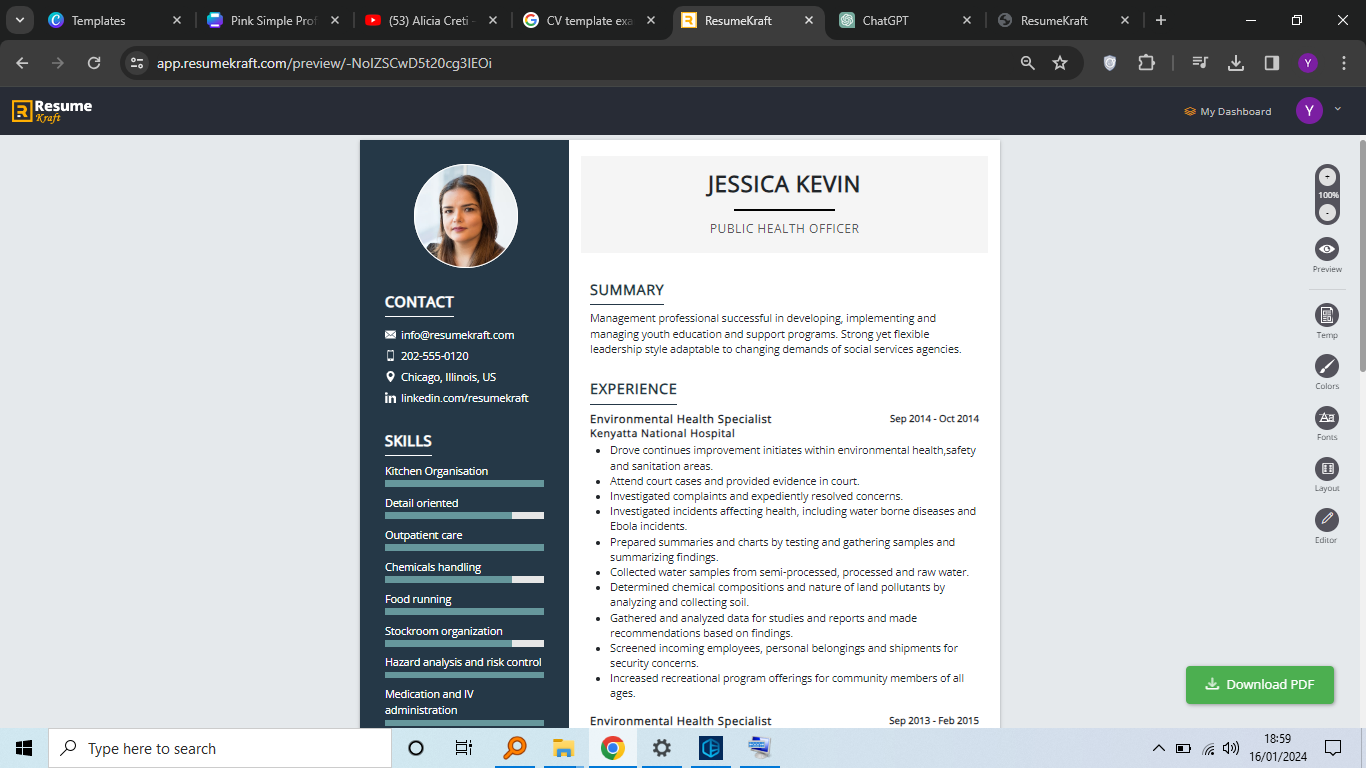 Templates
Pink Simple Prof
(53) Alicia Creti -
CV template exa
ResumeKraft
ChatGPT
ResumeKraft
app.resumekraft.com/preview/-NoIZSCwD5t20cg3IEOi
Y
Resume
Kraft
My Dashboard
Y
JESSICA KEVIN
PUBLIC HEALTH OFFICER
CONTACT
info@resumekraft.com
202-555-0120
Chicago, Illinois, US
linkedin.com/resumekraft
SKILLS
Kitchen Organisation
Detail oriented
Outpatient care
Chemicals handling
Food running
Stockroom organization
Hazard analysis and risk control
Medication and IV
administration
SUMMARY
Management professional successful in developing, implementing and
managing youth education and support programs. Strong yet flexible
leadership style adaptable to changing demands of social services agencies.
EXPERIENCE
Environmental Health Specialist Sep 2014 - Oct 2014
Kenyatta National Hospital
• Drove continues improvement initiates within environmental health,safety
and sanitation areas.
• Attend court cases and provided evidence in court.
• Investigated complaints and expediently resolved concerns.
• Investigated incidents affecting health, including water borne diseases and
Ebola incidents.
• Prepared summaries and charts by testing and gathering samples and
summarizing findings.
• Collected water samples from semi-processed, processed and raw water.
• Determined chemical compositions and nature of land pollutants by
analyzing and collecting soil.
• Gathered and analyzed data for studies and reports and made
recommendations based on findings.
• Screened incoming employees, personal belongings and shipments for
security concerns.
• Increased recreational program offerings for community members of all
ages.
Environmental Health Specialist Sep 2013 - Feb 2015
+
100%
-
Preview
Temp
Colors
Fonts
Layout
Editor
Download PDF
Type here to search
18:59
16/01/2024